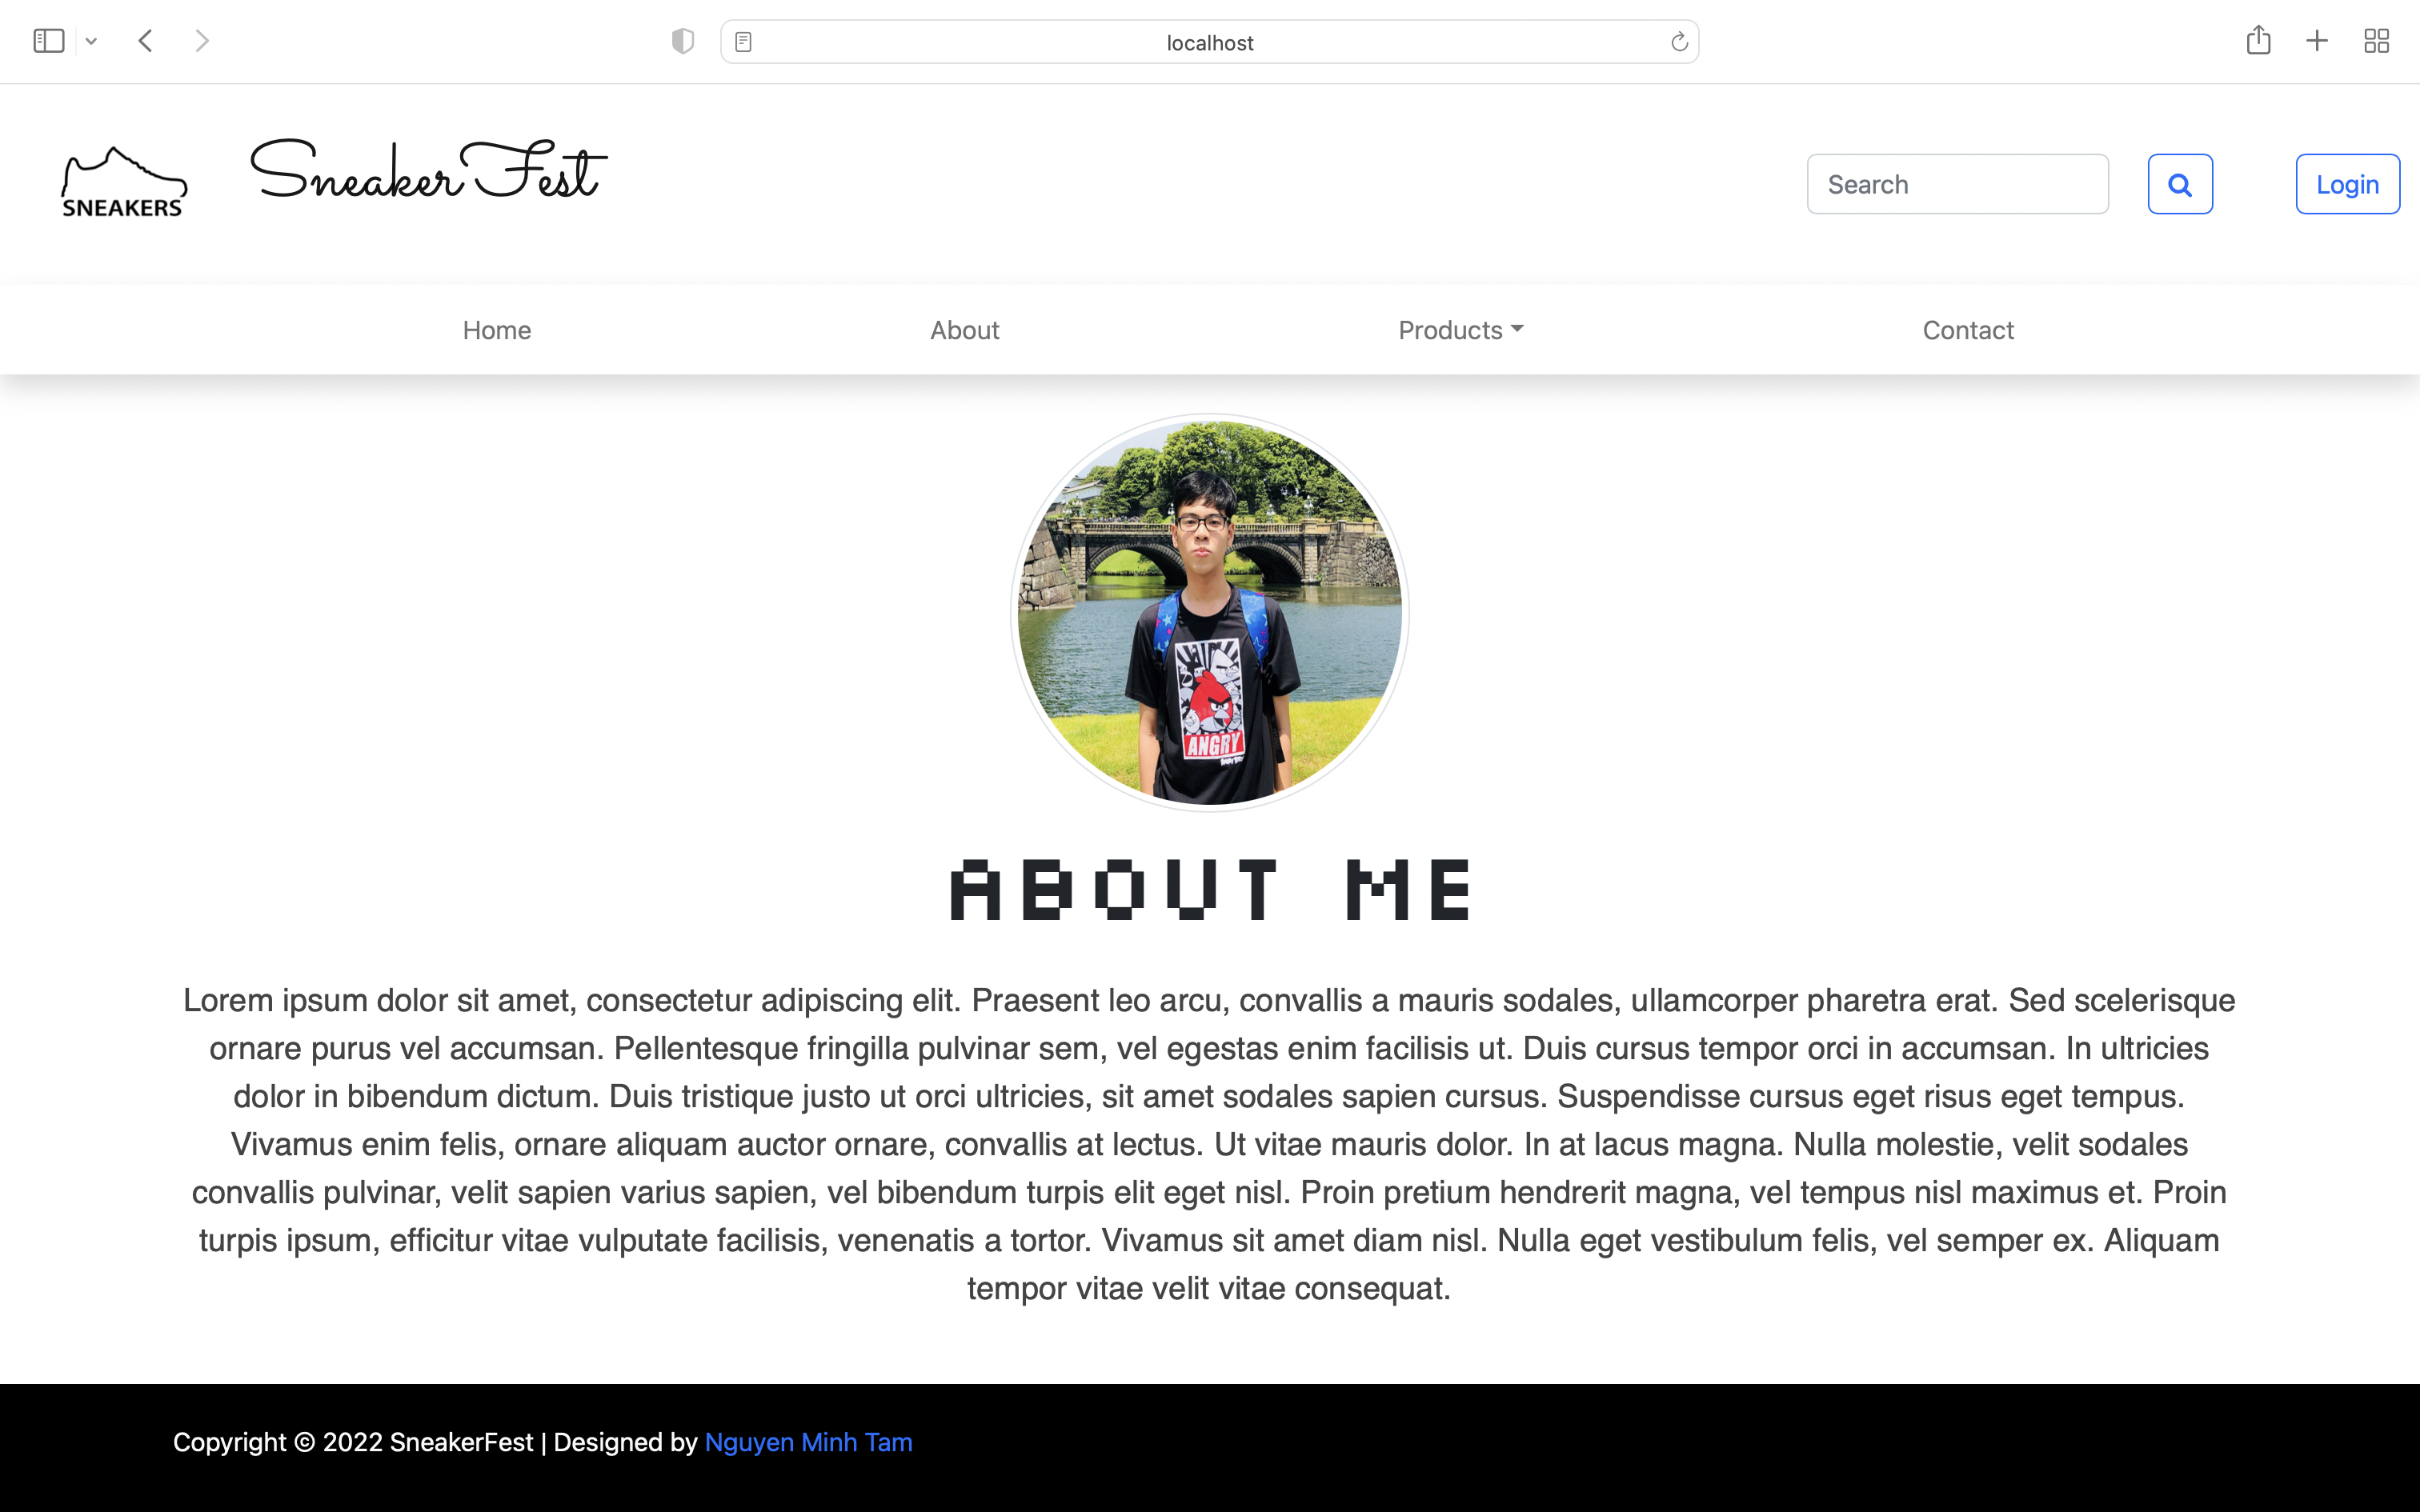 localhost
SNEAKERS
SneakerFest
Search
Login
Home
About
Products
Contact
ANGRY
ABOUT ME
Lorem ipsum dolor sit amet, consectetur adipiscing elit. Praesent leo arcu, convallis a mauris sodales, ullamcorper pharetra erat. Sed scelerisque
ornare purus vel accumsan. Pellentesque fringilla pulvinar sem, vel egestas enim facilisis ut. Duis cursus tempor orci in accumsan. In ultricies
dolor in bibendum dictum. Duis tristique justo ut orci ultricies, sit amet sodales sapien cursus. Suspendisse cursus eget risus eget tempus.
Vivamus enim felis, ornare aliquam auctor ornare, convallis at lectus. Ut vitae mauris dolor. In at lacus magna. Nulla molestie, velit sodales
convallis pulvinar, velit sapien varius sapien, vel bibendum turpis elit eget nisl. Proin pretium hendrerit magna, vel tempus nisl maximus et. Proin
turpis ipsum, efficitur vitae vulputate facilisis, venenatis a tortor. Vivamus sit amet diam nisl. Nulla eget vestibulum felis, vel semper ex. Aliquam
tempor vitae velit vitae consequat.
Copyright © 2022 SneakerFest | Designed by Nguyen Minh Tam